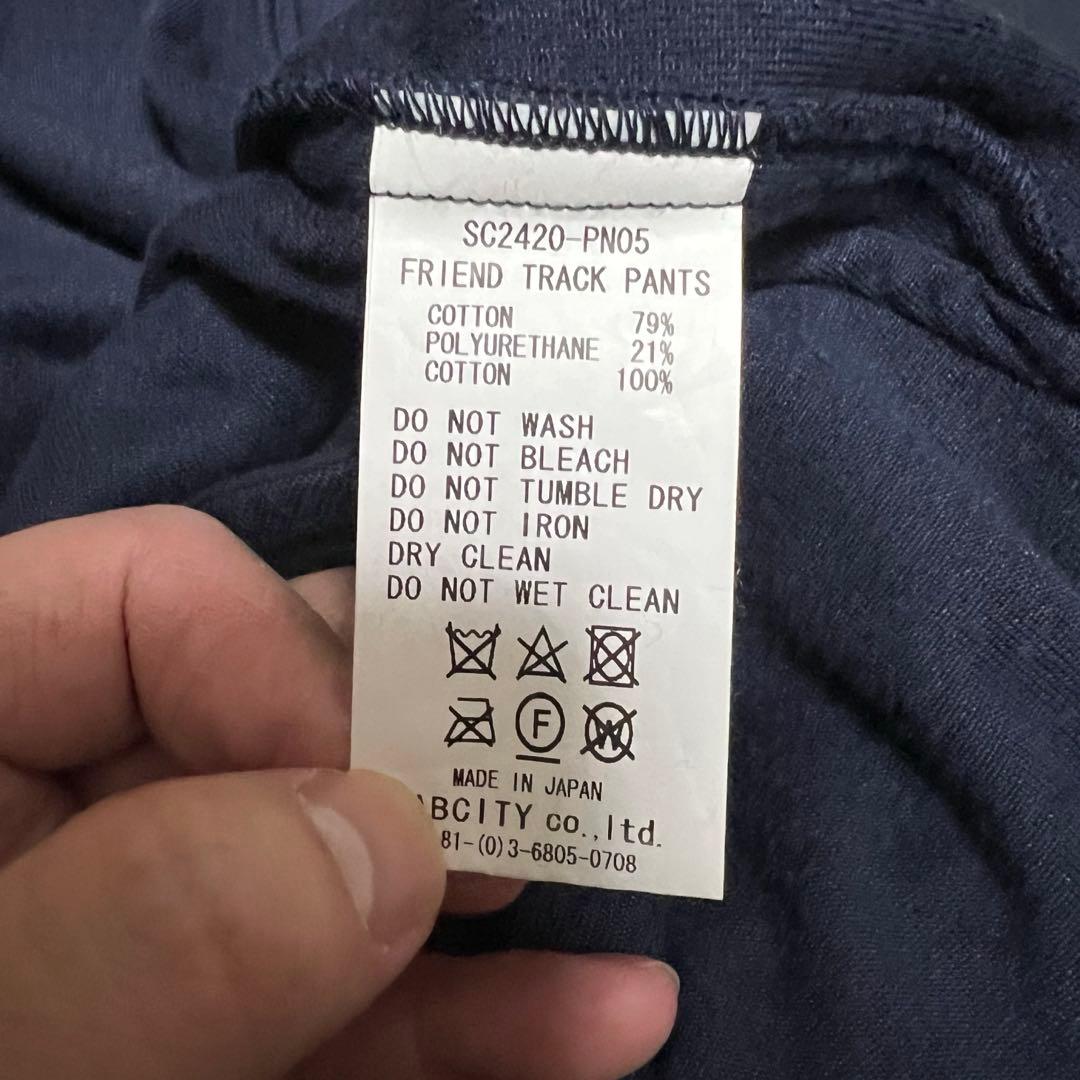 SC2420-PN05
FRIEND TRACK PANTS
COTTON 79%
POLYURETHANE 21%
COTTON 100%
DO NOT WASH
DO NOT BLEACH
DO NOT TUMBLE DRY
DO NOT IRON
DRY CLEAN
DO NOT WET CLEAN
F W
MADE IN JAPAN
co.,ltd.
81-(0)3-6805-0708